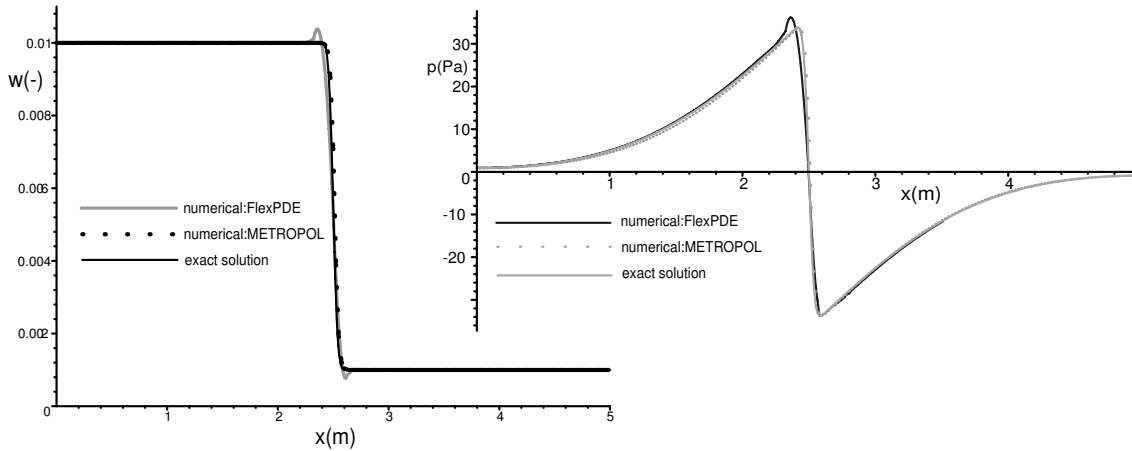 0.01
w(-)
0.008
0.006
0.004
0.002
0
numerical:FlexPDE
numerical:METROPOL
exact solution
1
2
3
4
5
x(m)
30
p(Pa)
20
10
0
-10
-20
1
2
3
4
x(m)
numerical:FlexPDE
numerical:METROPOL
exact solution